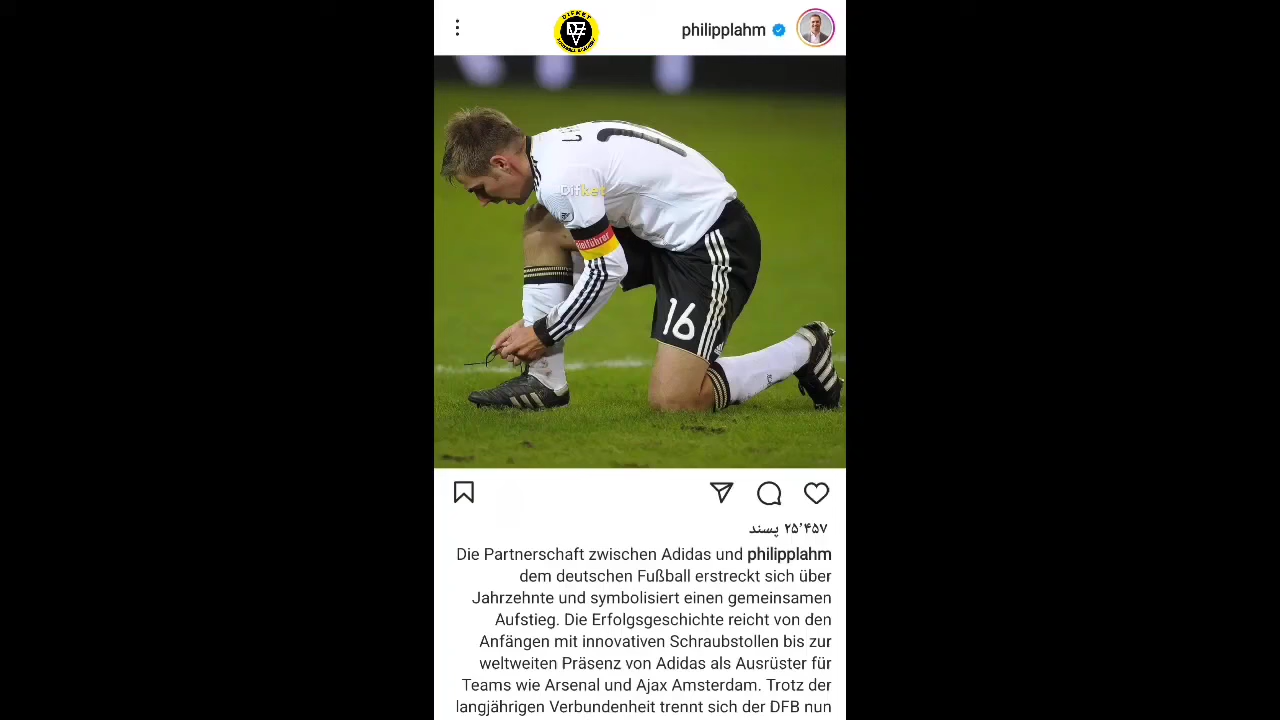 philipplahm
DIFKET
Difket
16
۲۵٬۴۵۷ پسند
philipplahm Die Partnerschaft zwischen Adidas und
dem deutschen Fußball erstreckt sich über
Jahrzehnte und symbolisiert einen gemeinsamen
Aufstieg. Die Erfolgsgeschichte reicht von den
Anfängen mit innovativen Schraubstollen bis zur
weltweiten Präsenz von Adidas als Ausrüster für
Teams wie Arsenal und Ajax Amsterdam. Trotz der
langjährigen Verbundenheit trennt sich der DFB nun